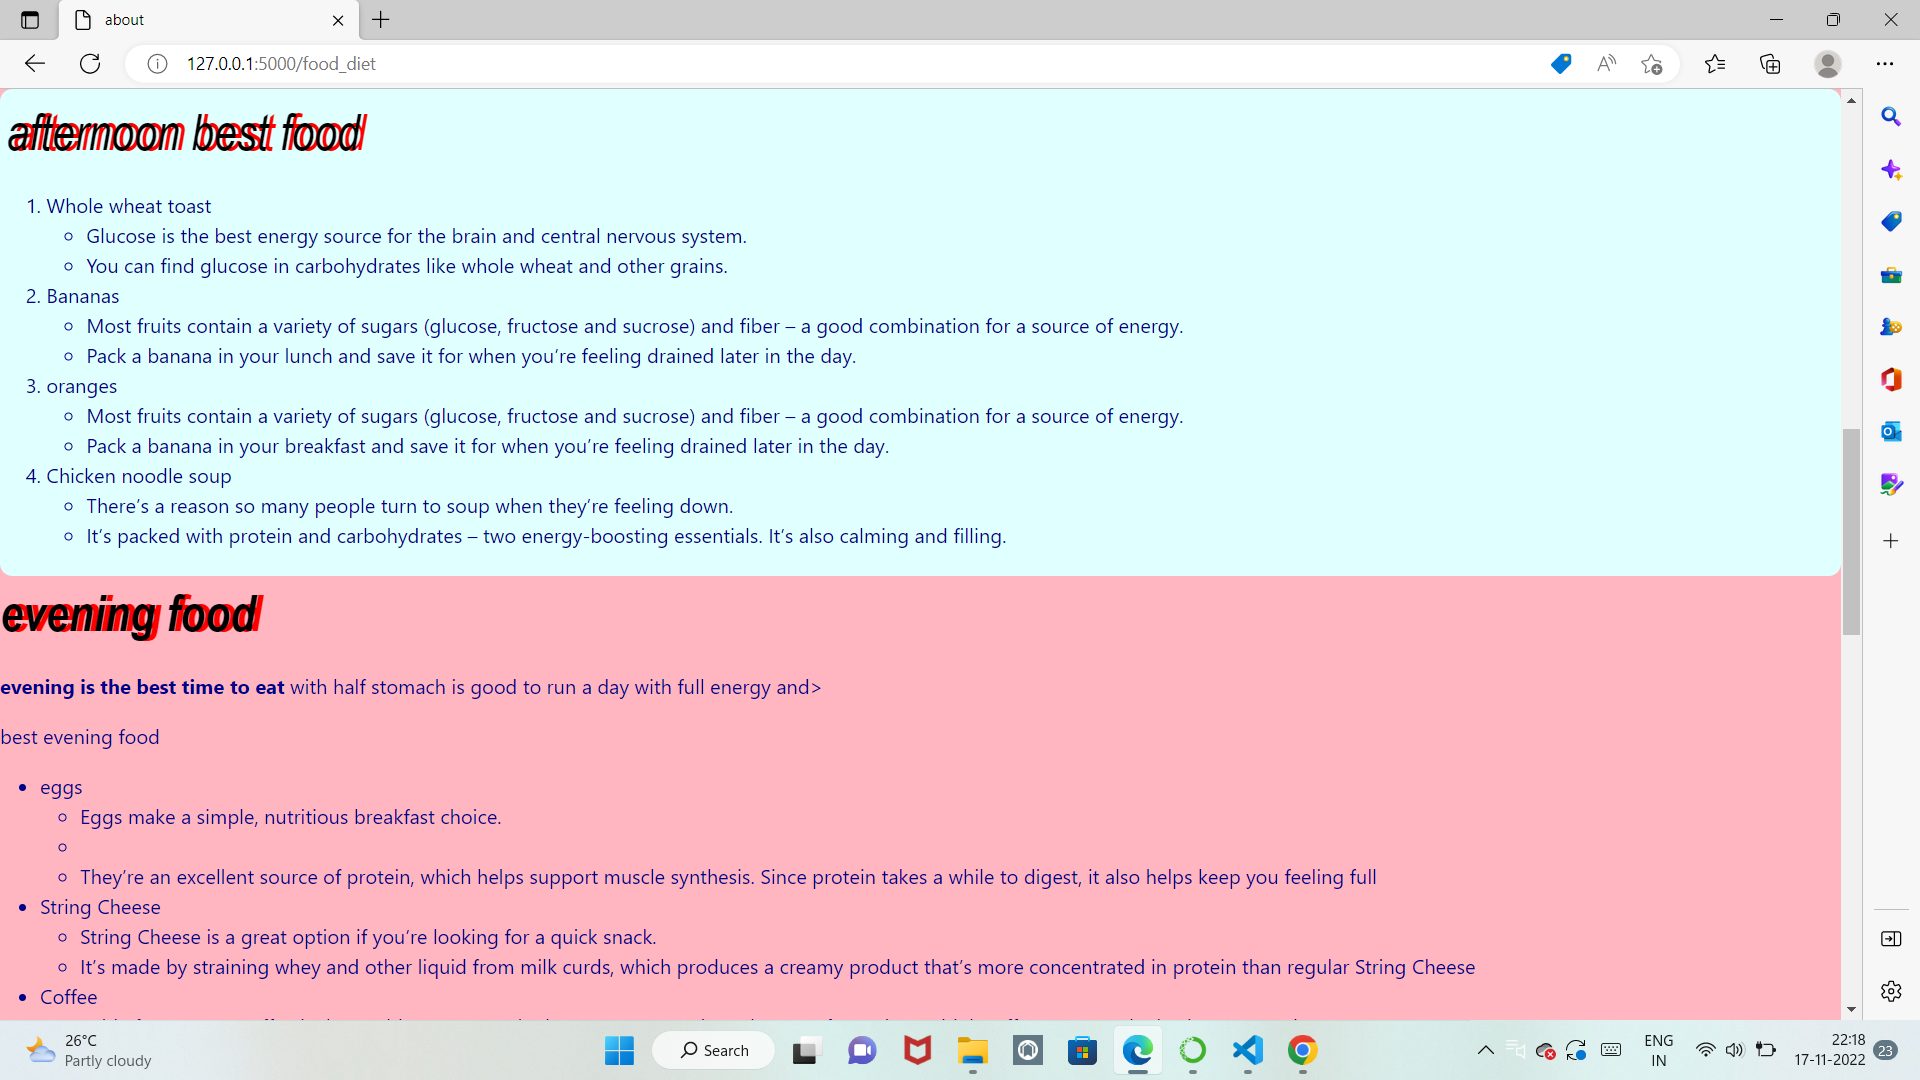 about
127.0.0.1:5000/food_diet
afternoon best food
1. Whole wheat toast
Glucose is the best energy source for the brain and central nervous system.
You can find glucose in carbohydrates like whole wheat and other grains.
2. Bananas
Most fruits contain a variety of sugars (glucose, fructose and sucrose) and fiber – a good combination for a source of energy.
Pack a banana in your lunch and save it for when you're feeling drained later in the day.
3. oranges
Most fruits contain a variety of sugars (glucose, fructose and sucrose) and fiber – a good combination for a source of energy.
Pack a banana in your breakfast and save it for when you're feeling drained later in the day.
4. Chicken noodle soup
There's a reason so many people turn to soup when they're feeling down.
It's packed with protein and carbohydrates – two energy-boosting essentials. It's also calming and filling.
evening food
evening is the best time to eat with half stomach is good to run a day with full energy and>
best evening food
eggs
Eggs make a simple, nutritious breakfast choice.
They're an excellent source of protein, which helps support muscle synthesis. Since protein takes a while to digest, it also helps keep you feeling full
String Cheese
String Cheese is a great option if you're looking for a quick snack.
It's made by straining whey and other liquid from milk curds, which produces a creamy product that's more concentrated in protein than regular String Cheese
Coffee
26°C
Partly cloudy
Search
ENG
IN
22:18
17-11-2022
23